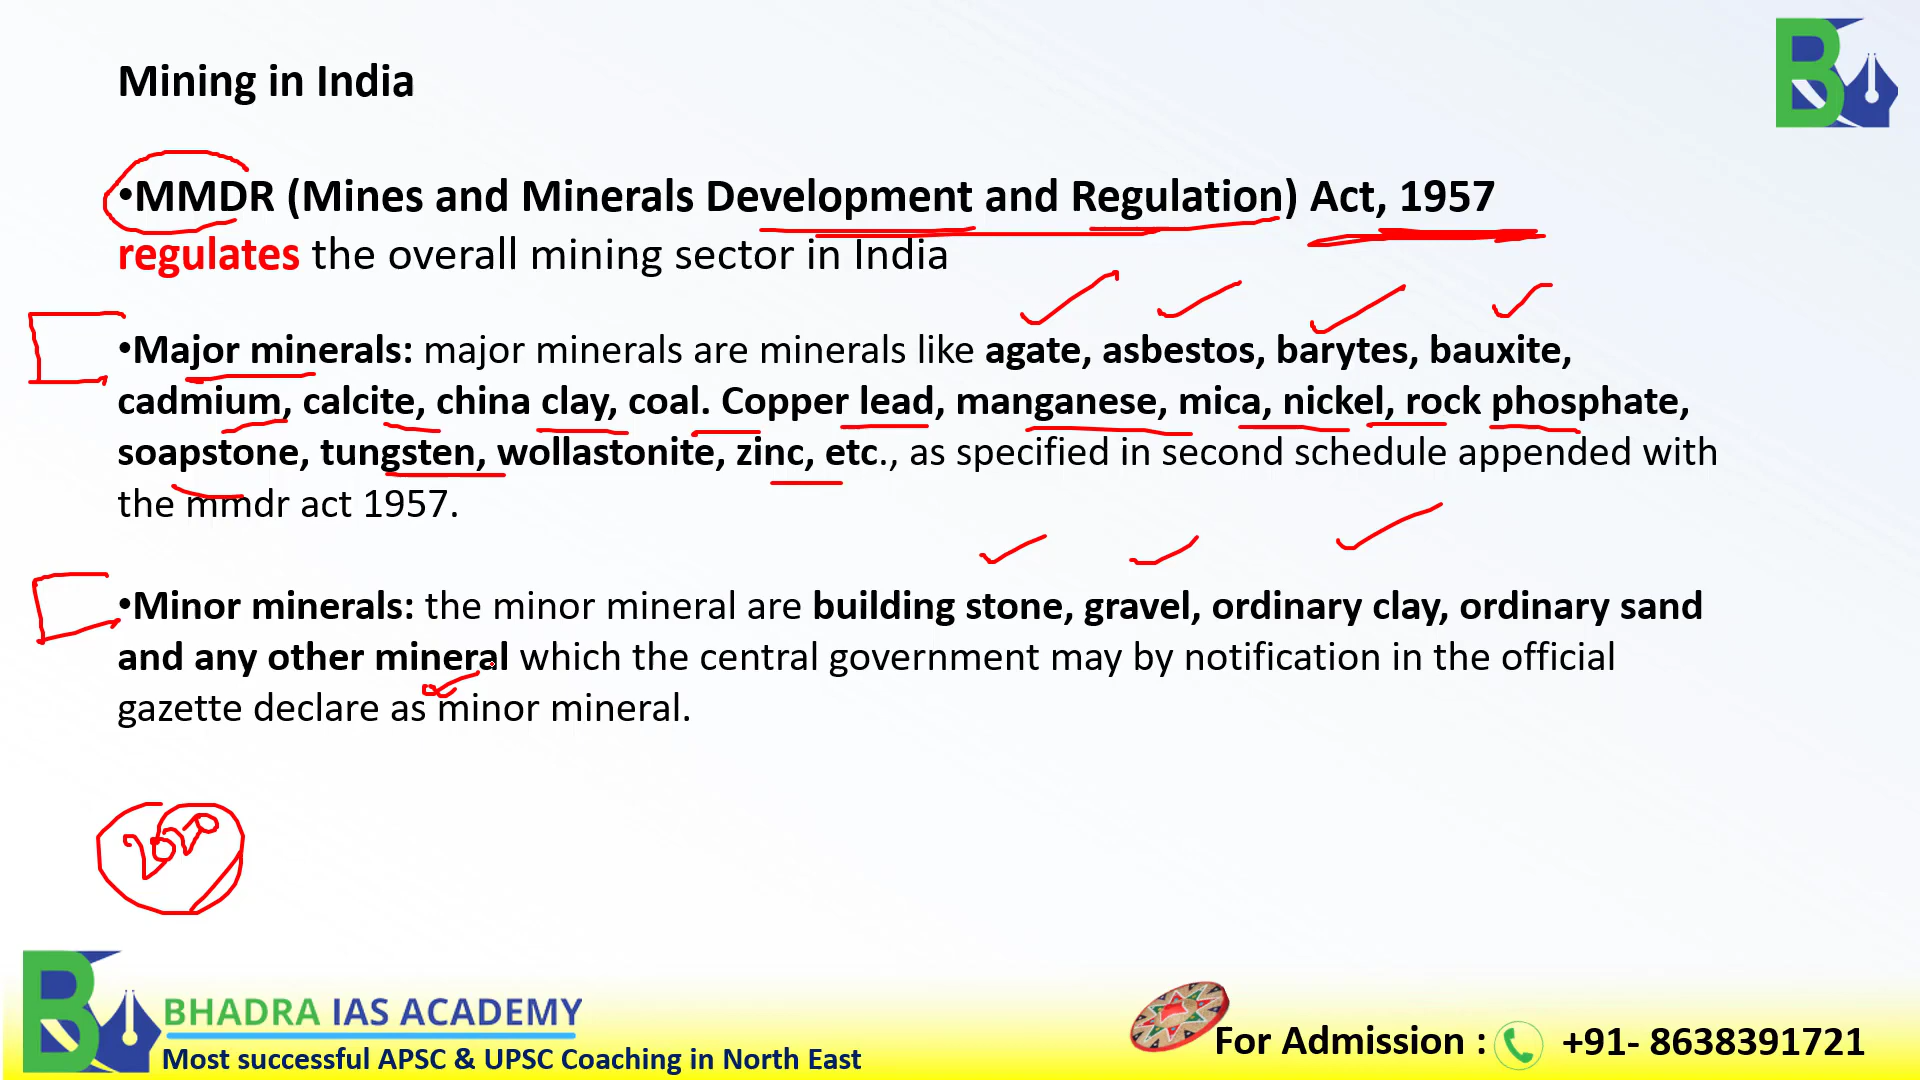 Mining in India
•MMDR (Mines and Minerals Development and Regulation) Act, 1957
regulates the overall mining sector in India
•Major minerals: major minerals are minerals like agate, asbestos, barytes, bauxite,
cadmium, calcite, china clay, coal. Copper lead, manganese, mica, nickel, rock phosphate,
soapstone, tungsten, wollastonite, zinc, etc., as specified in second schedule appended with
the mmdr act 1957.
•Minor minerals: the minor mineral are building stone, gravel, ordinary clay, ordinary sand
and any other mineral which the central government may by notification in the official
gazette declare as minor mineral.
BHADRA IAS ACADEMY
Most successful APSC & UPSC Coaching in North East
For Admission : +91- 8638391721